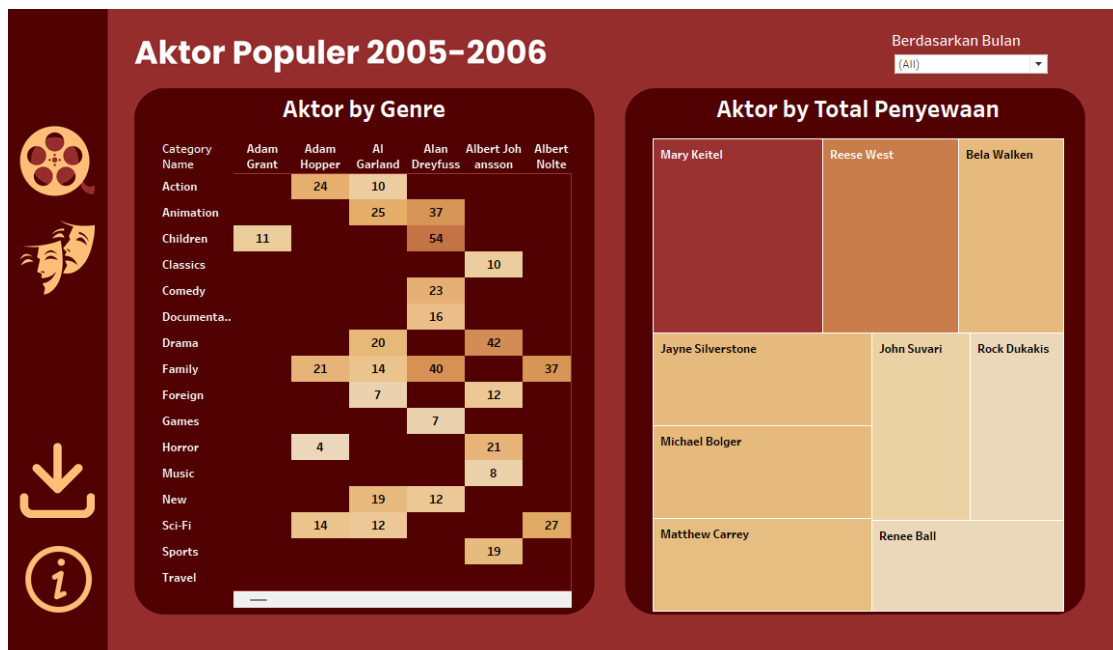 Aktor Populer 2005-2006
Berdasarkan Bulan
(All)
Aktor by Genre
Category Name Adam Grant Adam Hopper Al Garland Alan Dreyfuss Albert Joh ansson Albert Nolte
Action 24 10
Animation 25 37
Children 11 54
Classics 10
Comedy 23
Documenta.. 16
Drama 20 42
Family 21 14 40 37
Foreign 7 12
Games 7
Horror 4 21
Music 8
New 19 12
Sci-Fi 14 12 27
Sports 19
Travel
Aktor by Total Penyewaan
Mary Keitel Reese West Bela Walken
Jayne Silverstone John Suvari Rock Dukakis
Michael Bolger
Matthew Carrey Renee Ball